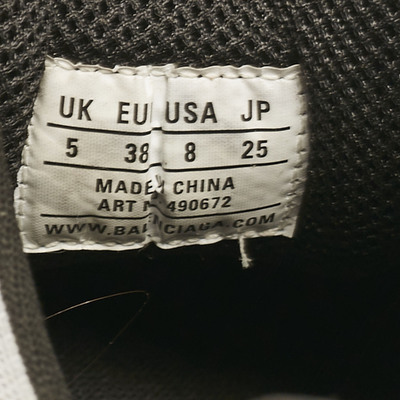 UK EU USA JP
5 38 8 25
MADE CHINA
ART 490672